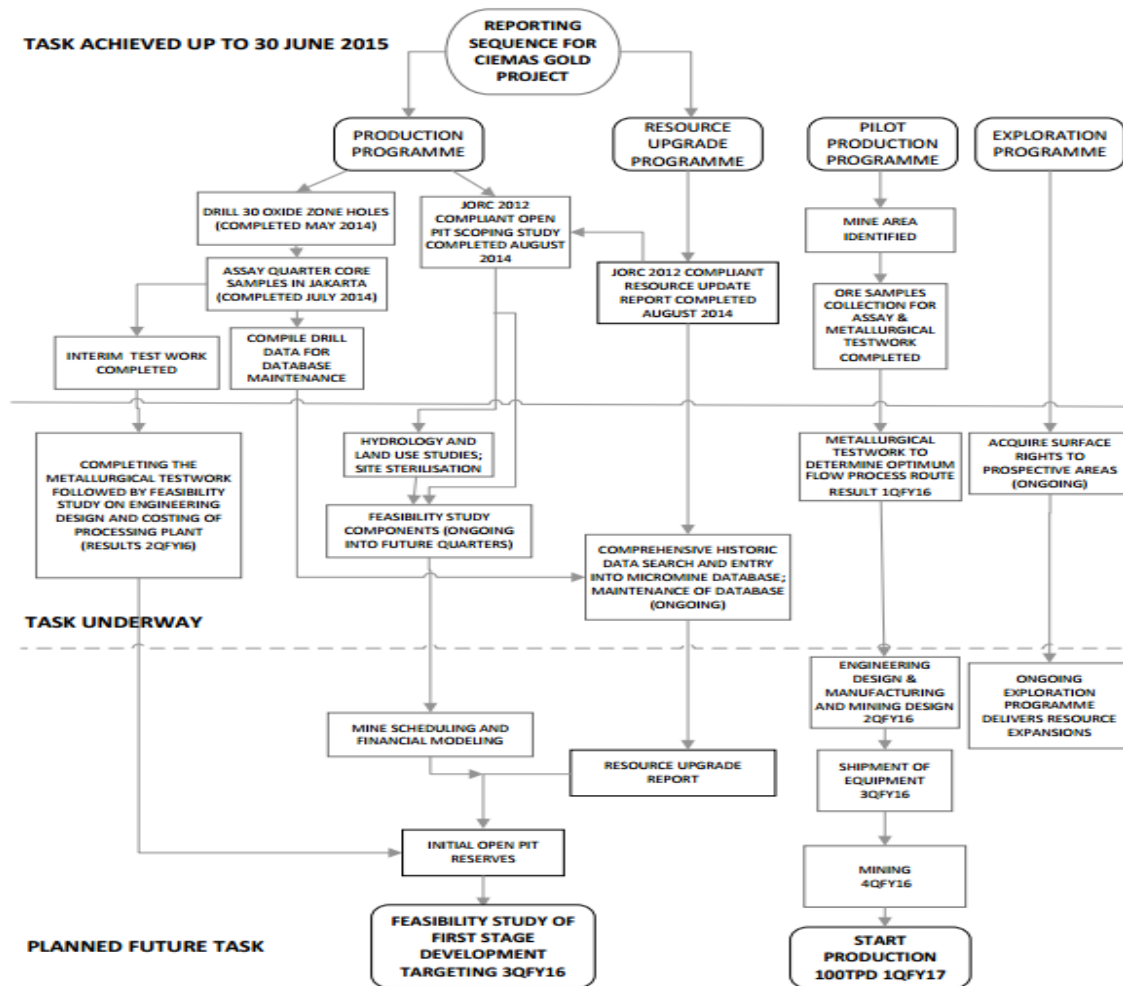 TASK ACHIEVED UP TO 30 JUNE 2015
REPORTING
SEQUENCE FOR
CIEMAS GOLD
PROJECT
PRODUCTION
PROGRAMME
RESOURCE
UPGRADE
PROGRAMME
PILOT
PRODUCTION
PROGRAMME
EXPLORATION
PROGRAMME
DRILL 30 OXIDE ZONE HOLES
(COMPLETED MAY 2014)
JORC 2012
COMPLIANT OPEN
PIT SCOPING STUDY
COMPLETED AUGUST
2014
MINE AREA
IDENTIFIED
ASSAY QUARTER CORE
SAMPLES IN JAKARTA
(COMPLETED JULY 2014)
JORC 2012 COMPLIANT
RESOURCE UPDATE
REPORT COMPLETED
AUGUST 2014
ORE SAMPLES
COLLECTION FOR
ASSAY &
METALLURGICAL
TESTWORK
COMPLETED
INTERIM TEST WORK
COMPLETED
COMPILE DRILL
DATA FOR
DATABASE
MAINTENANCE
COMPLETING THE
METALLURGICAL TESTWORK
FOLLOWED BY FEASIBILITY
STUDY ON ENGINEERING
DESIGN AND COSTING OF
PROCESSING PLANT
(RESULTS 2QFYI6)
HYDROLOGY AND
LAND USE STUDIES;
SITE STERILISATION
METALLURGICAL
TESTWORK TO
DETERMINE OPTIMUM
FLOW PROCESS ROUTE
RESULT 1QFY16
ACQUIRE SURFACE
RIGHTS TO
PROSPECTIVE AREAS
(ONGOING)
FEASIBILITY STUDY
COMPONENTS (ONGOING
INTO FUTURE QUARTERS)
COMPREHENSIVE HISTORIC
DATA SEARCH AND ENTRY
INTO MICROMINE DATABASE;
MAINTENANCE OF DATABASE
(ONGOING)
TASK UNDERWAY
ENGINEERING
DESIGN &
MANUFACTURING
AND MINING DESIGN
2QFY16
ONGOING
EXPLORATION
PROGRAMME
DELIVERS RESOURCE
EXPANSIONS
MINE SCHEDULING AND
FINANCIAL MODELING
RESOURCE UPGRADE
REPORT
SHIPMENT OF
EQUIPMENT
3QFY16
INITIAL OPEN PIT
RESERVES
MINING
4QFY16
PLANNED FUTURE TASK
FEASIBILITY STUDY OF
FIRST STAGE
DEVELOPMENT
TARGETING 3QFY16
START
PRODUCTION
100TPD 1QFY17